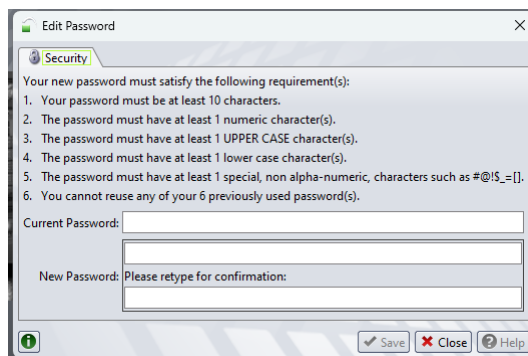 Edit Password
Security
Your new password must satisfy the following requirement(s):
1. Your password must be at least 10 characters.
2. The password must have at least 1 numeric character(s).
3. The password must have at least 1 UPPER CASE character(s).
4. The password must have at least 1 lower case character(s).
5. The password must have at least 1 special, non alpha-numeric, characters such as #@!$_=[].
6. You cannot reuse any of your 6 previously used password(s).
Current Password:
New Password: Please retype for confirmation:
Save Close Help